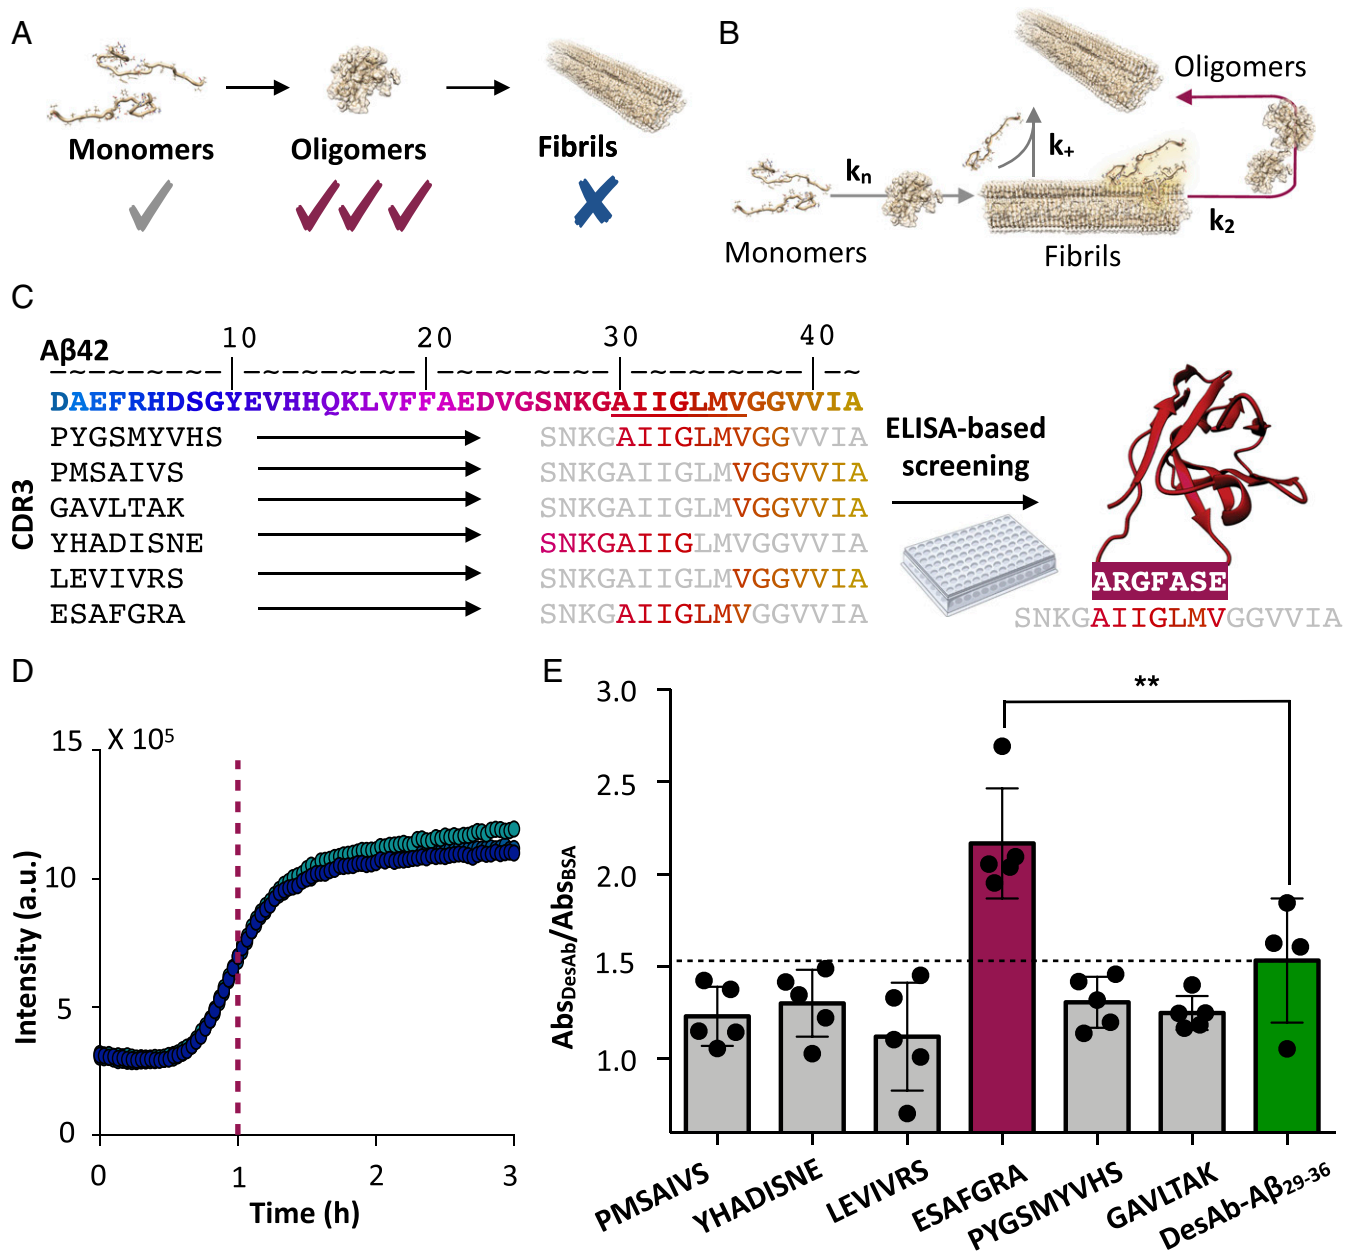 A
Monomers
Oligomers
Fibrils
B
Oligomers
k+
kn
k2
Monomers
Fibrils
C
Aβ42
10
20
30
40
DAEFRHDSGYEVHHQKLVFFAEDVGSNKGAIIGLMVGGVVIA
CDR3
PYGSMYVHS
SNKGAIIGLMVGGVVIA
PMSAIVS
SNKGAIIGLMVGGVVIA
GAVLTAK
SNKGAIIGLMVGGVVIA
YHADISNE
SNKGAIIGLMVGGVVIA
LEVIVRS
SNKGAIIGLMVGGVVIA
ESAFGRA
SNKGAIIGLMVGGVVIA
ELISA-based
screening
ARGFASE
SNKGAIIGLMVGGVVIA
D
X 10⁵
15
10
5
0
0
1
2
3
Intensity (a.u.)
Time (h)
E
3.0
2.5
2.0
1.5
1.0
AbsDesAb/AbsBSA
**
PMSAIVS
YHADISNE
LEVIVRS
ESAFGRA
PYGSMYVHS
GAVLTAK
DesAb-Aβ29-36